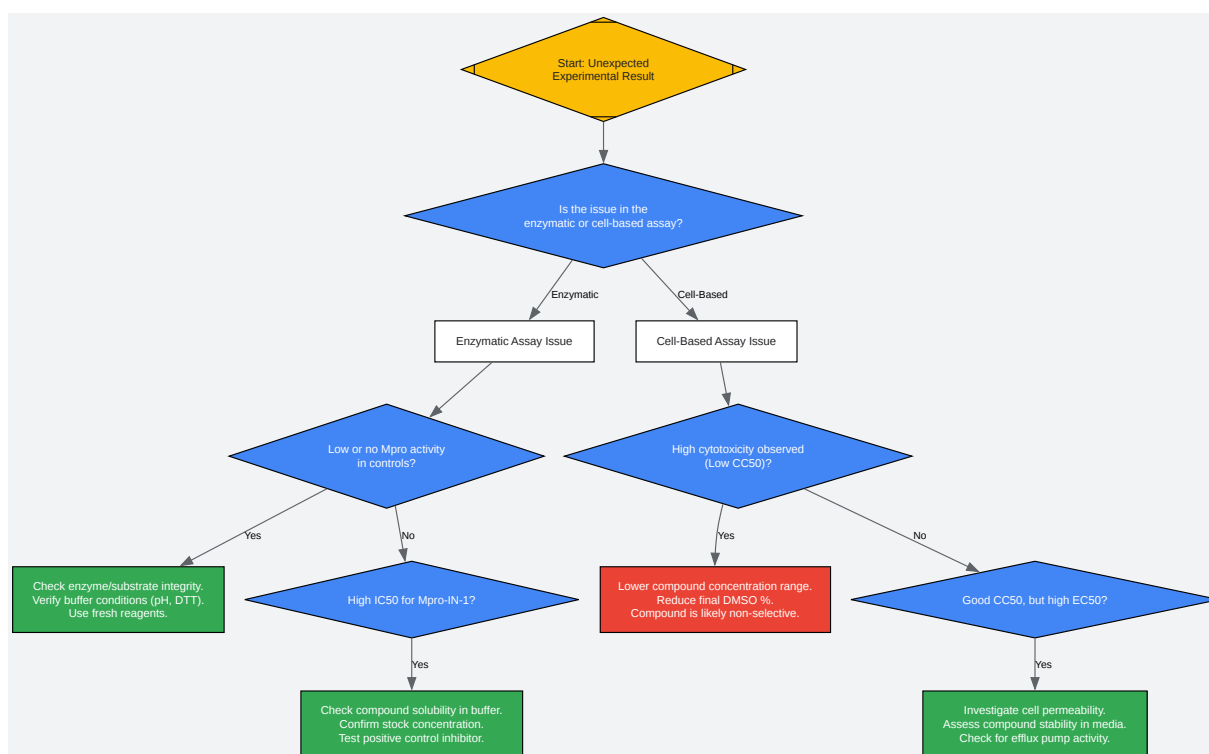 Start: Unexpected
Experimental Result
Is the issue in the
enzymatic or cell-based assay?
Enzymatic
Cell-Based
Enzymatic Assay Issue
Cell-Based Assay Issue
Low or no Mpro activity
in controls?
High cytotoxicity observed
(Low CC50)?
Yes
No
Yes
No
Check enzyme/substrate integrity.
Verify buffer conditions (pH, DTT).
Use fresh reagents.
High IC50 for Mpro-IN-1?
Lower compound concentration range.
Reduce final DMSO %.
Compound is likely non-selective.
Good CC50, but high EC50?
Yes
Yes
Check compound solubility in buffer.
Confirm stock concentration.
Test positive control inhibitor.
Investigate cell permeability.
Assess compound stability in media.
Check for efflux pump activity.